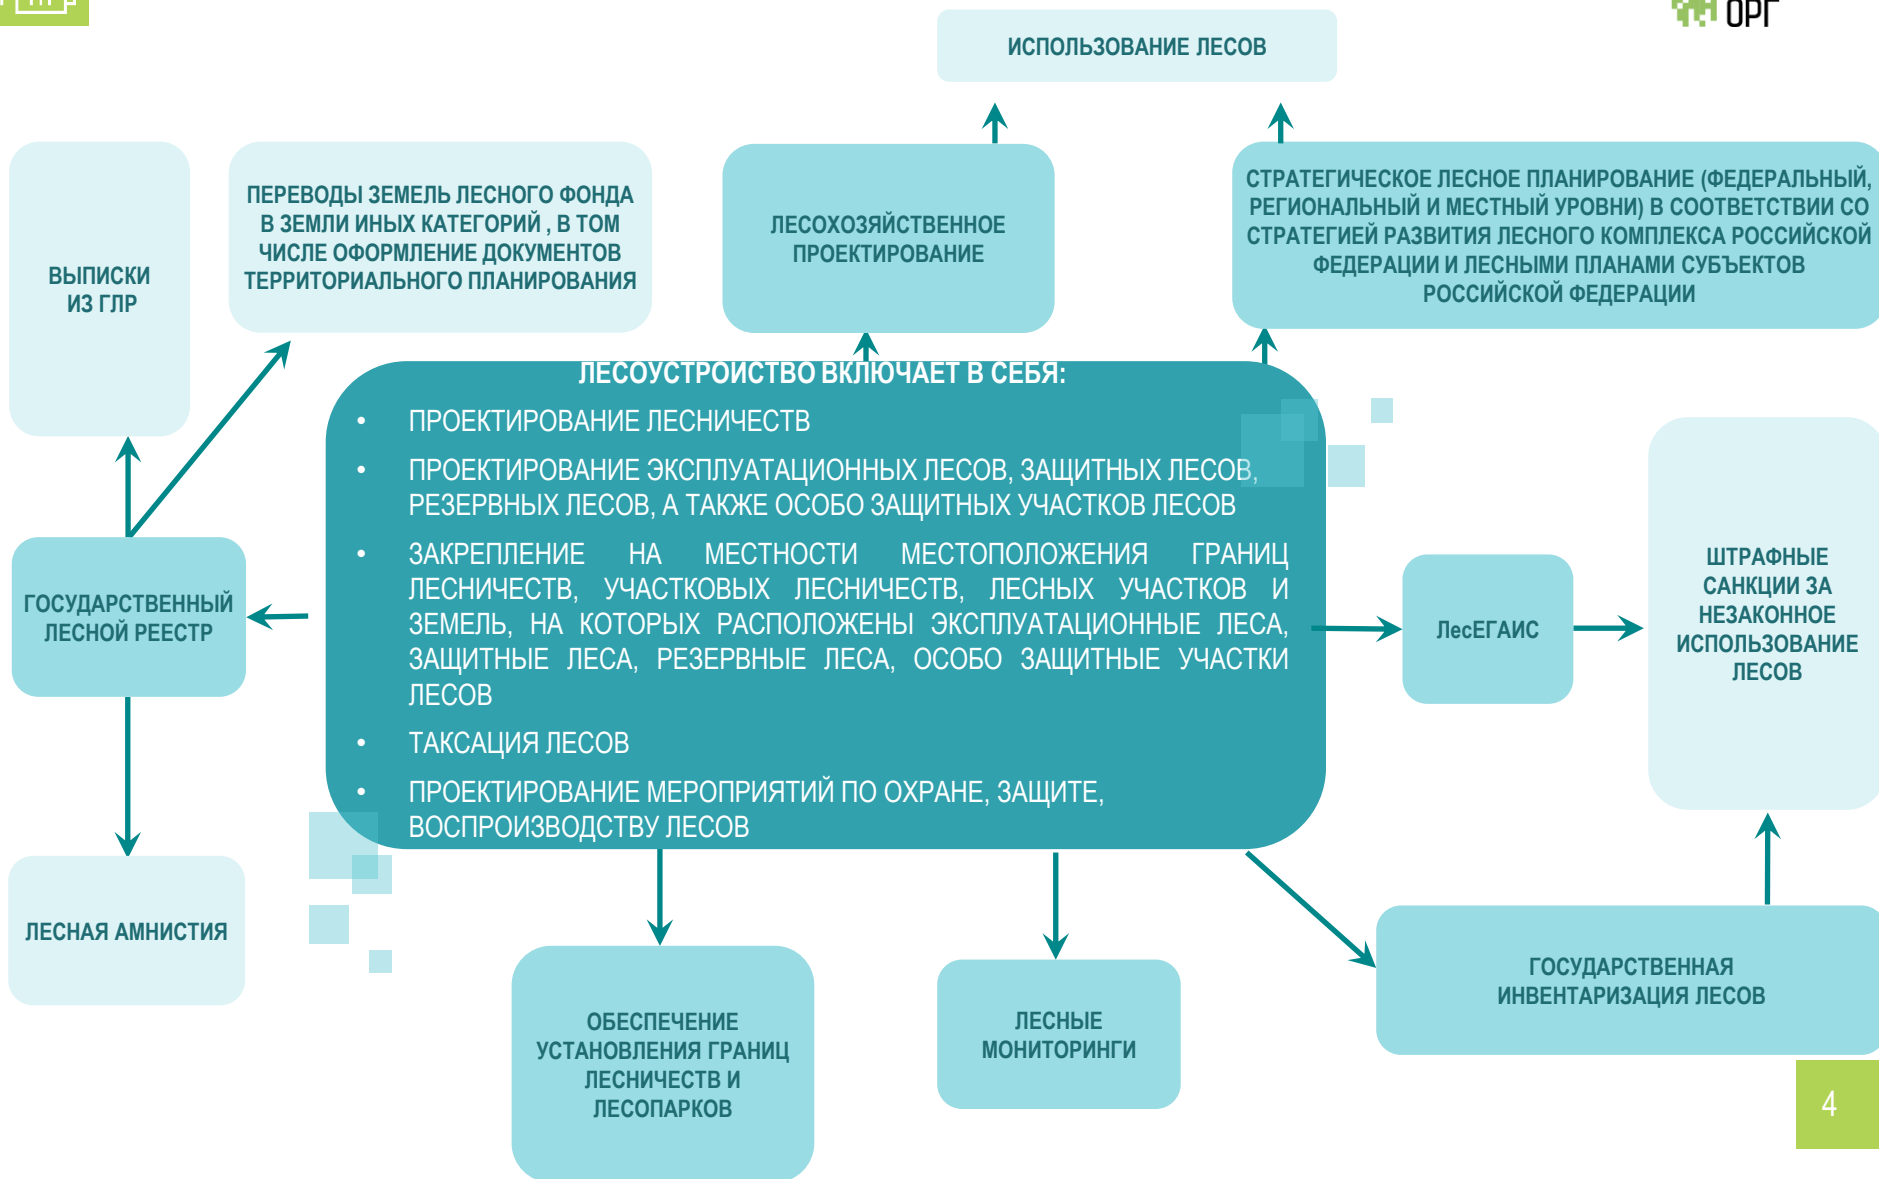 ОРГ
ИСПОЛЬЗОВАНИЕ ЛЕСОВ
ВЫПИСКИ
ИЗ ГЛР
ПЕРЕВОДЫ ЗЕМЕЛЬ ЛЕСНОГО ФОНДА
В ЗЕМЛИ ИНЫХ КАТЕГОРИЙ , В ТОМ
ЧИСЛЕ ОФОРМЛЕНИЕ ДОКУМЕНТОВ
ТЕРРИТОРИАЛЬНОГО ПЛАНИРОВАНИЯ
ЛЕСОХОЗЯЙСТВЕННОЕ
ПРОЕКТИРОВАНИЕ
СТРАТЕГИЧЕСКОЕ ЛЕСНОЕ ПЛАНИРОВАНИЕ (ФЕДЕРАЛЬНЫЙ,
РЕГИОНАЛЬНЫЙ И МЕСТНЫЙ УРОВНИ) В СООТВЕТСТВИИ СО
СТРАТЕГИЕЙ РАЗВИТИЯ ЛЕСНОГО КОМПЛЕКСА РОССИЙСКОЙ
ФЕДЕРАЦИИ И ЛЕСНЫМИ ПЛАНАМИ СУБЪЕКТОВ
РОССИЙСКОЙ ФЕДЕРАЦИИ
ЛЕСОУСТРОЙСТВО ВКЛЮЧАЕТ В СЕБЯ:
• ПРОЕКТИРОВАНИЕ ЛЕСНИЧЕСТВ
• ПРОЕКТИРОВАНИЕ ЭКСПЛУАТАЦИОННЫХ ЛЕСОВ, ЗАЩИТНЫХ ЛЕСОВ,
РЕЗЕРВНЫХ ЛЕСОВ, А ТАКЖЕ ОСОБО ЗАЩИТНЫХ УЧАСТКОВ ЛЕСОВ
• ЗАКРЕПЛЕНИЕ НА МЕСТНОСТИ МЕСТОПОЛОЖЕНИЯ ГРАНИЦ
ЛЕСНИЧЕСТВ, УЧАСТКОВЫХ ЛЕСНИЧЕСТВ, ЛЕСНЫХ УЧАСТКОВ И
ЗЕМЕЛЬ, НА КОТОРЫХ РАСПОЛОЖЕНЫ ЭКСПЛУАТАЦИОННЫЕ ЛЕСА,
ЗАЩИТНЫЕ ЛЕСА, РЕЗЕРВНЫЕ ЛЕСА, ОСОБО ЗАЩИТНЫЕ УЧАСТКИ
ЛЕСОВ
• ТАКСАЦИЯ ЛЕСОВ
• ПРОЕКТИРОВАНИЕ МЕРОПРИЯТИЙ ПО ОХРАНЕ, ЗАЩИТЕ,
ВОСПРОИЗВОДСТВУ ЛЕСОВ
ГОСУДАРСТВЕННЫЙ
ЛЕСНОЙ РЕЕСТР
ЛесЕГАИС
ШТРАФНЫЕ
САНКЦИИ ЗА
НЕЗАКОННОЕ
ИСПОЛЬЗОВАНИЕ
ЛЕСОВ
ЛЕСНАЯ АМНИСТИЯ
ОБЕСПЕЧЕНИЕ
УСТАНОВЛЕНИЯ ГРАНИЦ
ЛЕСНИЧЕСТВ И
ЛЕСОПАРКОВ
ЛЕСНЫЕ
МОНИТОРИНГИ
ГОСУДАРСТВЕННАЯ
ИНВЕНТАРИЗАЦИЯ ЛЕСОВ
4